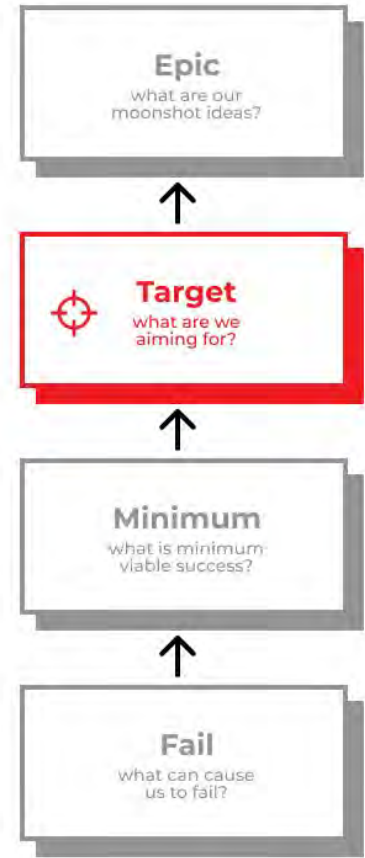 Epic
what are our
moonshot ideas?
Target
what are we
aiming for?
Minimum
what is minimum
viable success?
Fail
what can cause
us to fail?